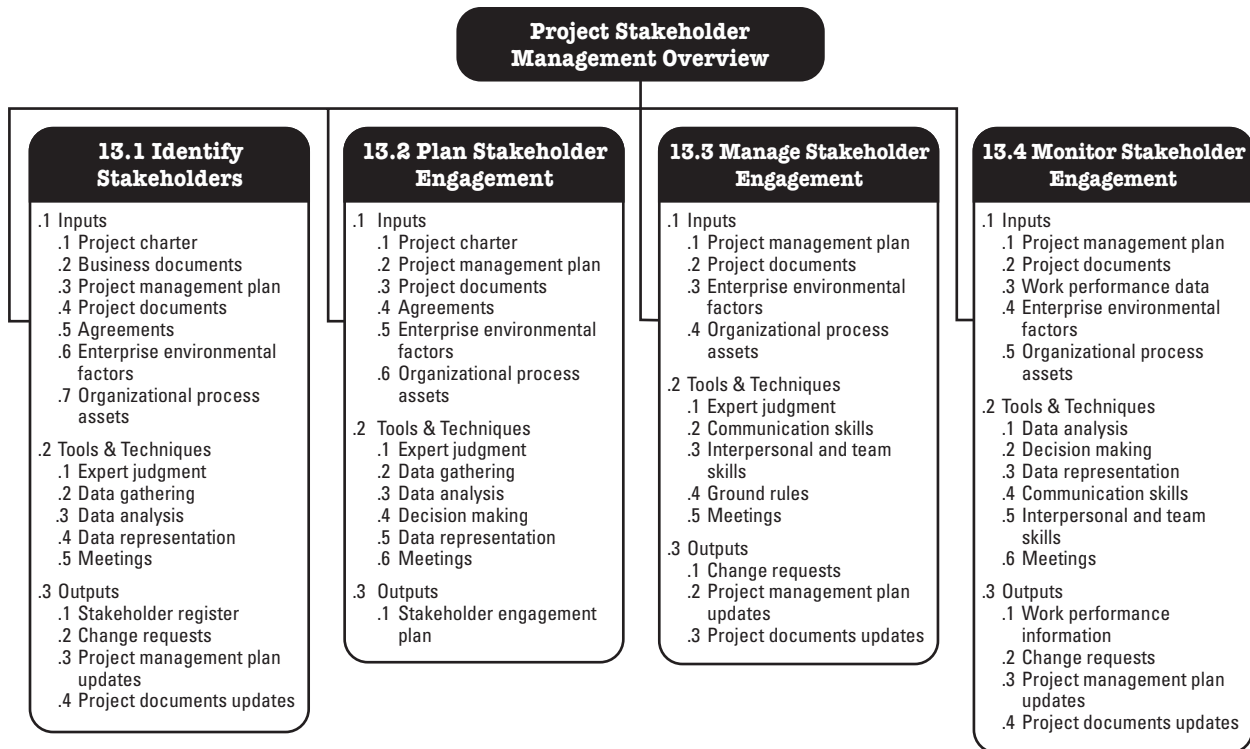 Project Stakeholder
Management Overview
13.1 Identify
Stakeholders
.1 Inputs
.1 Project charter
.2 Business documents
.3 Project management plan
.4 Project documents
.5 Agreements
.6 Enterprise environmental
factors
.7 Organizational process
assets
.2 Tools & Techniques
.1 Expert judgment
.2 Data gathering
.3 Data analysis
.4 Data representation
.5 Meetings
.3 Outputs
.1 Stakeholder register
.2 Change requests
.3 Project management plan
updates
.4 Project documents updates
13.2 Plan Stakeholder
Engagement
.1 Inputs
.1 Project charter
.2 Project management plan
.3 Project documents
.4 Agreements
.5 Enterprise environmental
factors
.6 Organizational process
assets
.2 Tools & Techniques
.1 Expert judgment
.2 Data gathering
.3 Data analysis
.4 Decision making
.5 Data representation
.6 Meetings
.3 Outputs
.1 Stakeholder engagement
plan
13.3 Manage Stakeholder
Engagement
.1 Inputs
.1 Project management plan
.2 Project documents
.3 Enterprise environmental
factors
.4 Organizational process
assets
.2 Tools & Techniques
.1 Expert judgment
.2 Communication skills
.3 Interpersonal and team
skills
.4 Ground rules
.5 Meetings
.3 Outputs
.1 Change requests
.2 Project management plan
updates
.3 Project documents updates
13.4 Monitor Stakeholder
Engagement
.1 Inputs
.1 Project management plan
.2 Project documents
.3 Work performance data
.4 Enterprise environmental
factors
.5 Organizational process
assets
.2 Tools & Techniques
.1 Data analysis
.2 Decision making
.3 Data representation
.4 Communication skills
.5 Interpersonal and team
skills
.6 Meetings
.3 Outputs
.1 Work performance
information
.2 Change requests
.3 Project management plan
updates
.4 Project documents updates